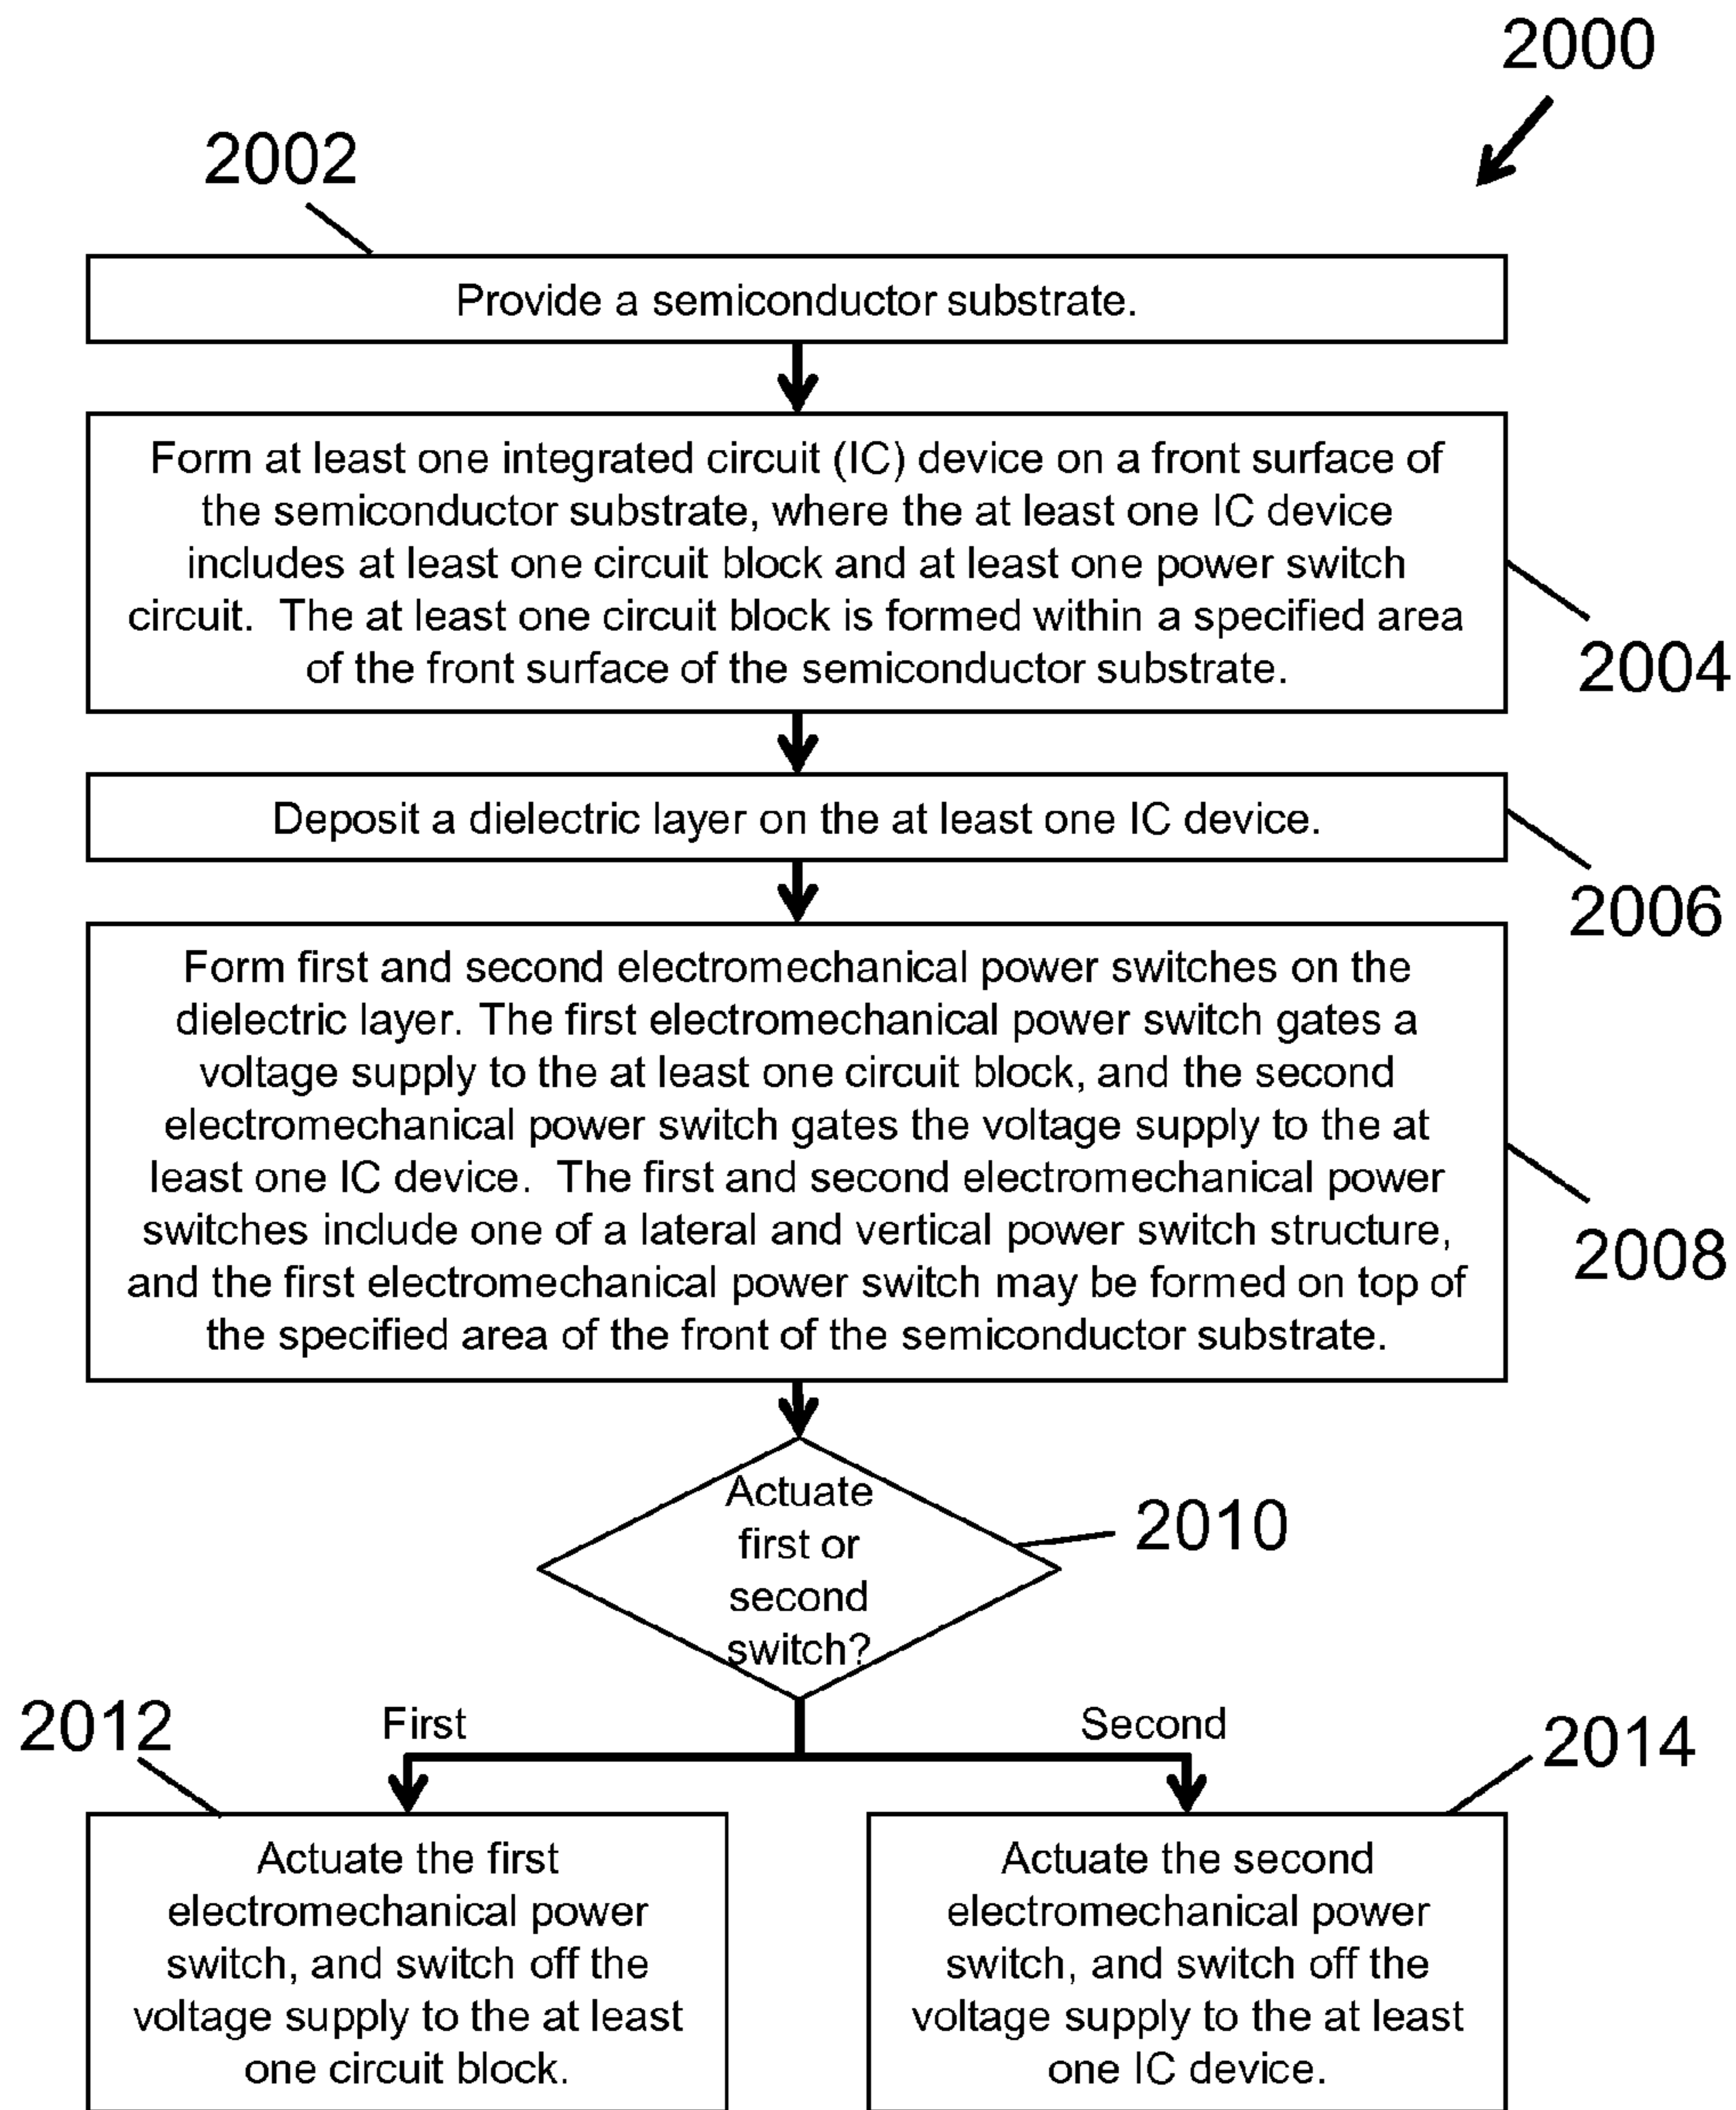 2000
2002
Provide a semiconductor substrate.
Form at least one integrated circuit (IC) device on a front surface of
the semiconductor substrate, where the at least one IC device
includes at least one circuit block and at least one power switch
circuit.  The at least one circuit block is formed within a specified area
of the front surface of the semiconductor substrate.
2004
Deposit a dielectric layer on the at least one IC device.
2006
Form first and second electromechanical power switches on the
dielectric layer. The first electromechanical power switch gates a
voltage supply to the at least one circuit block, and the second
electromechanical power switch gates the voltage supply to the at
least one IC device.  The first and second electromechanical power
switches include one of a lateral and vertical power switch structure,
and the first electromechanical power switch may be formed on top of
the specified area of the front of the semiconductor substrate.
2008
Actuate
first or
second
switch?
2010
First
Second
2012
2014
Actuate the first
electromechanical power
switch, and switch off the
voltage supply to the at least
one circuit block.
Actuate the second
electromechanical power
switch, and switch off the
voltage supply to the at least
one IC device.